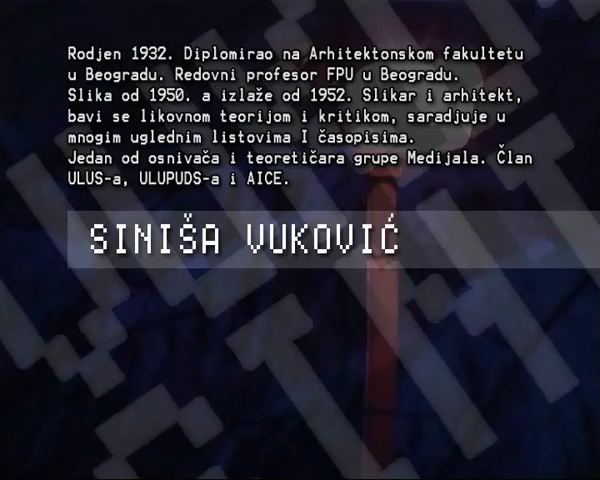 Rodjen 1932. Diplomirao na Arhitektonskom fakultetu
u Beogradu. Redovni profesor FPU u Beogradu.
Slika od 1950. a izlaže od 1952. Slikar i arhitekt,
bavi se likovnom teorijom i kritikom, saradjuje u
mnogim uglednim listovima I časopisima.
Jedan od osnivača i teoretičara grupe Medijala. Član
ULUS-a, ULUPUDS-a i AICE.
SINIŠA VUKOVIĆ